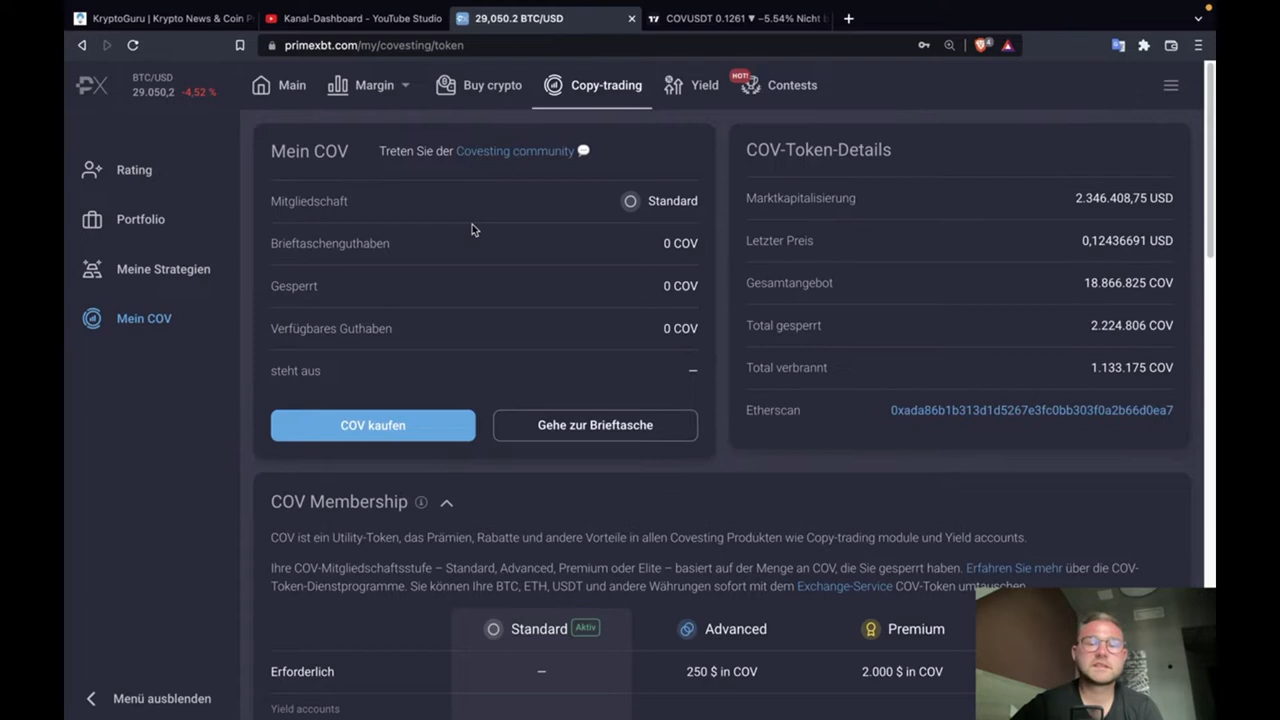 KryptoGuru | Krypto News & Coin P
Kanal-Dashboard - YouTube Studio
29,050.2 BTC/USD
COVUSDT 0.1261 ▼ −5.54% Nicht b
primexbt.com/my/covesting/token
4
BTC/USD
29.050,2 -4,52 %
Main
Margin
Buy crypto
Copy-trading
Yield
HOT!
Contests
Rating
Portfolio
Meine Strategien
Mein COV
Menü ausblenden
Mein COV
Treten Sie der Covesting community
Mitgliedschaft
Standard
Brieftaschenguthaben
0 COV
Gesperrt
0 COV
Verfügbares Guthaben
0 COV
steht aus
–
COV kaufen
Gehe zur Brieftasche
COV-Token-Details
Marktkapitalisierung
2.346.408,75 USD
Letzter Preis
0,12436691 USD
Gesamtangebot
18.866.825 COV
Total gesperrt
2.224.806 COV
Total verbrannt
1.133.175 COV
Etherscan
0xada86b1b313d1d5267e3fc0bb303f0a2b66d0ea7
COV Membership
COV ist ein Utility-Token, das Prämien, Rabatte und andere Vorteile in allen Covesting Produkten wie Copy-trading module und Yield accounts.
Ihre COV-Mitgliedschaftsstufe – Standard, Advanced, Premium oder Elite – basiert auf der Menge an COV, die Sie gesperrt haben. Erfahren Sie mehr über die COV-
Token-Dienstprogramme. Sie können Ihre BTC, ETH, USDT und andere Währungen sofort mit dem Exchange-Service COV-Token umtauschen
Standard Aktiv
Advanced
Premium
Erforderlich
–
250 $ in COV
2.000 $ in COV
Yield accounts